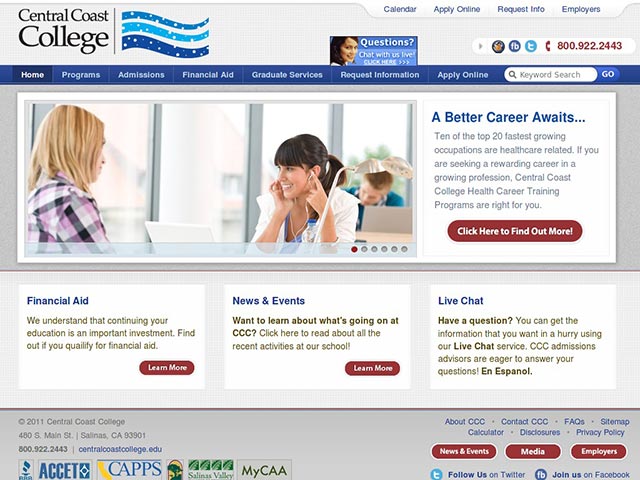 Central Coast
College
Calendar Apply Online Request Info Employers
Questions?
Chat with us live!
CLICK HERE >>>
800.922.2443
Home Programs Admissions Financial Aid Graduate Services Request Information Apply Online Keyword Search GO
A Better Career Awaits...
Ten of the top 20 fastest growing
occupations are healthcare related. If you
are seeking a rewarding career in a
growing profession, Central Coast
College Health Career Training
Programs are right for you.
Click Here to Find Out More!
Financial Aid
We understand that continuing your
education is an important investment. Find
out if you quailify for financial aid.
Learn More
News & Events
Want to learn about what's going on at
CCC? Click here to read about all the
recent activities at our school!
Learn More
Live Chat
Have a question? You can get the
information that you want in a hurry using
our Live Chat service. CCC admissions
advisors are eager to answer your
questions! En Espanol.
© 2011 Central Coast College
480 S. Main St. | Salinas, CA 93901
800.922.2443 | centralcoastcollege.edu
BBB ACCET CAPPS Salinas Valley MyCAA
About CCC • Contact CCC • FAQs • Sitemap
Calculator • Disclosures • Privacy Policy
News & Events Media Employers
Follow Us on Twitter Join us on Facebook